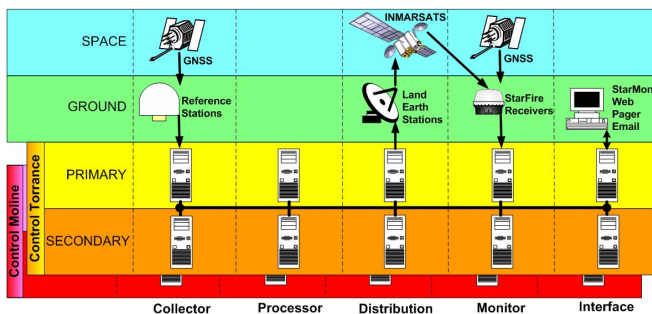 SPACE
GNSS
INMARSATS
GNSS
GROUND
Reference
Stations
Land
Earth
Stations
StarFire
Receivers
StarMon
Web
Pager
Email
PRIMARY
SECONDARY
Control Moline
Control Torrance
Collector
Processor
Distribution
Monitor
Interface